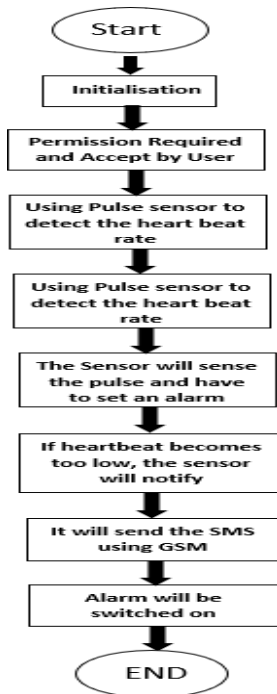 Start
Initialisation
Permission Required
and Accept by User
Using Pulse sensor to
detect the heart beat
rate
Using Pulse sensor to
detect the heart beat
rate
The Sensor will sense
the pulse and have
to set an alarm
If heartbeat becomes
too low, the sensor
will notify
It will send the SMS
using GSM
Alarm will be
switched on
END